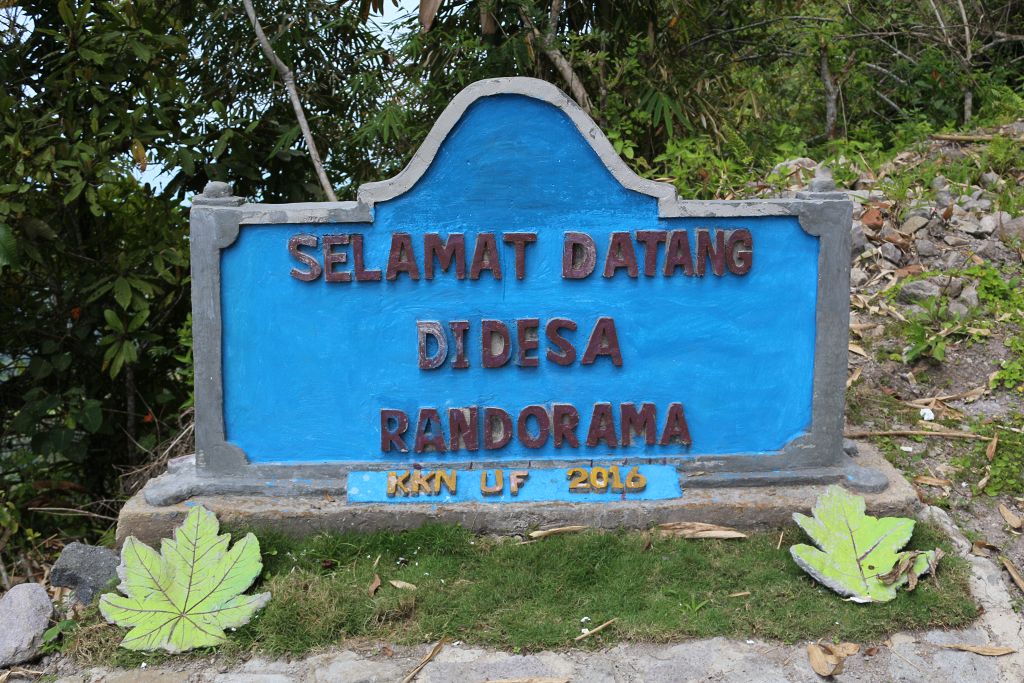 SELAMAT DATANG
DI DESA
RANDORAMA
KKN UF 2016